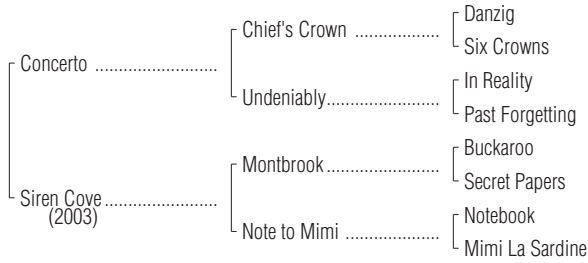 Danzig
Chief's Crown ..................
Six Crowns
Concerto ..........................
In Reality
Undeniably........................
Past Forgetting
Buckaroo
Montbrook........................
Secret Papers
Siren Cove ........................
(2003)
Notebook
Note to Mimi ....................
Mimi La Sardine